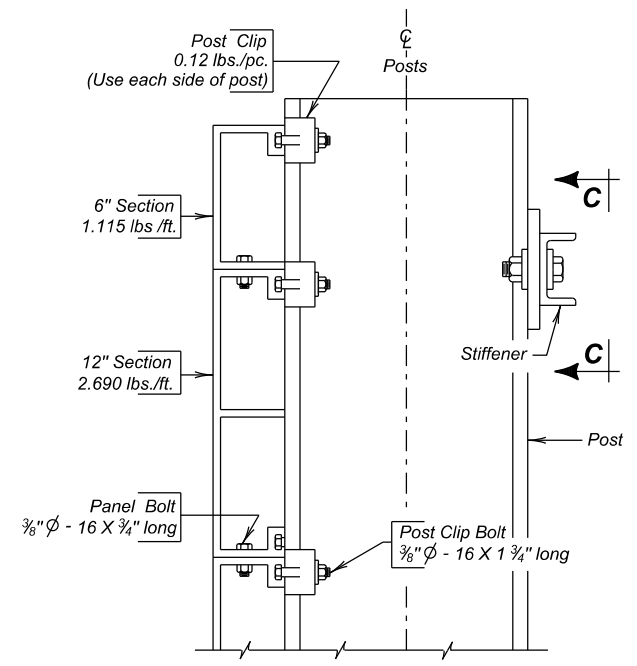 Post Clip
0.12 lbs./pc.
(Use each side of post)
℄
Posts
6" Section
1.115 lbs /ft.
C
Stiffener
C
12" Section
2.690 lbs./ft.
Post
Panel Bolt
⅜"∅ - 16 X ¾" long
Post Clip Bolt
⅜"∅ - 16 X 1 ¾" long